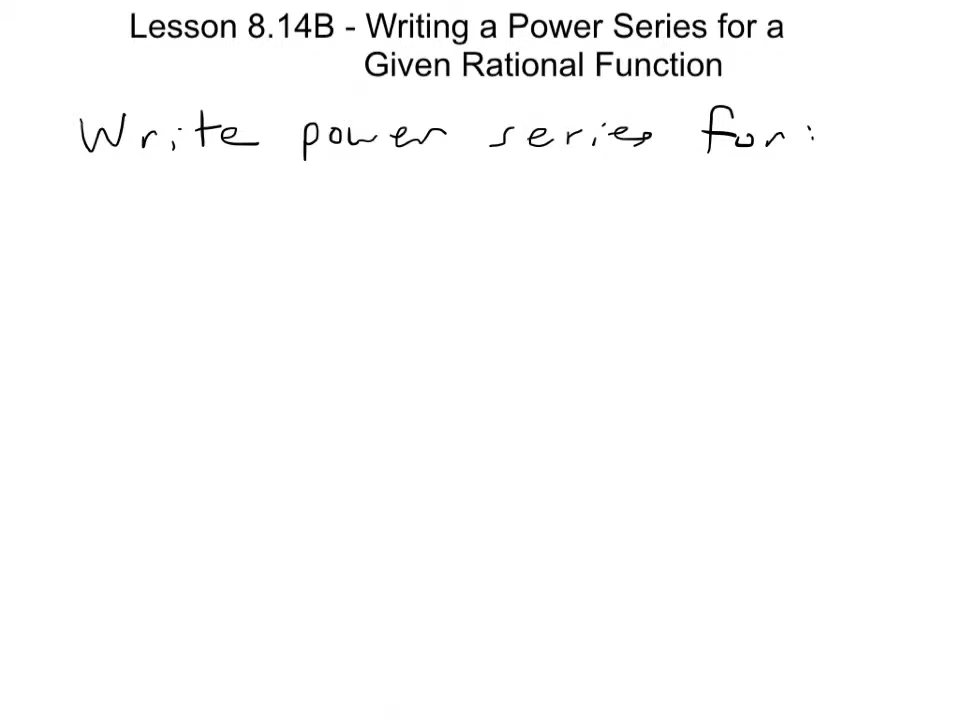 Lesson 8.14B - Writing a Power Series for a
Given Rational Function
Write power series for: